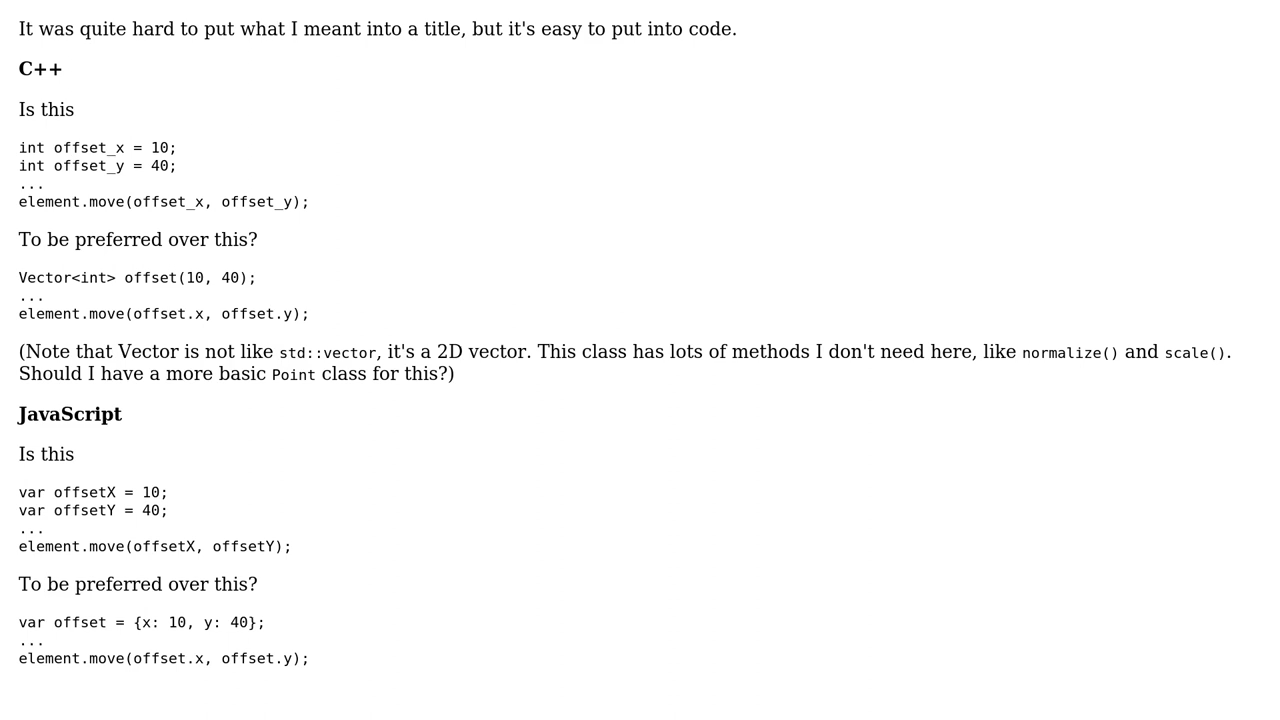 It was quite hard to put what I meant into a title, but it's easy to put into code.
C++
Is this
int offset_x = 10;
int offset_y = 40;
...
element.move(offset_x, offset_y);
To be preferred over this?
Vector<int> offset(10, 40);
...
element.move(offset.x, offset.y);
(Note that Vector is not like std::vector, it's a 2D vector. This class has lots of methods I don't need here, like normalize() and scale().
Should I have a more basic Point class for this?)
JavaScript
Is this
var offsetX = 10;
var offsetY = 40;
...
element.move(offsetX, offsetY);
To be preferred over this?
var offset = {x: 10, y: 40};
...
element.move(offset.x, offset.y);